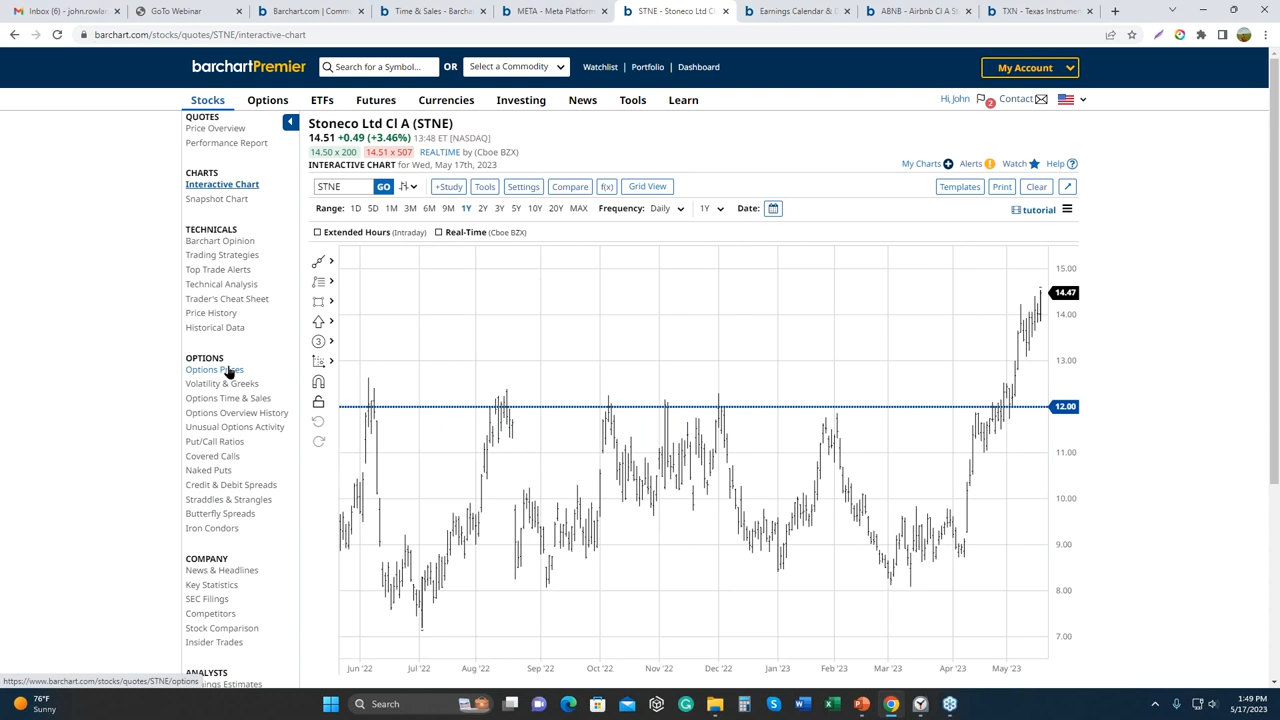 Sunny
GoTo Webinar
Barchart.com | Comm
Time & Sales - Barcha
META - Meta Platform
STNE - Stoneco Ltd Cl
Earnings Calendar & D
ABNB - Airbnb Cl A St
TXN - Texas Instrumen
barchart.com/stocks/quotes/STNE/interactive-chart
barchartPremier
Search for a Symbol...
OR
Select a Commodity
Watchlist
Portfolio
Dashboard
My Account
Stocks
Options
ETFs
Futures
Currencies
Investing
News
Tools
Learn
Hi, John
2
Contact
QUOTES
Price Overview
Performance Report
CHARTS
Interactive Chart
Snapshot Chart
TECHNICALS
Barchart Opinion
Trading Strategies
Top Trade Alerts
Technical Analysis
Trader's Cheat Sheet
Price History
Historical Data
OPTIONS
Options Prices
Volatility & Greeks
Options Time & Sales
Options Overview History
Unusual Options Activity
Put/Call Ratios
Covered Calls
Naked Puts
Credit & Debit Spreads
Straddles & Strangles
Butterfly Spreads
Iron Condors
COMPANY
News & Headlines
Key Statistics
SEC Filings
Competitors
Stock Comparison
Insider Trades
ANALYSTS
Earnings Estimates
Stoneco Ltd Cl A (STNE)
14.51 +0.49 (+3.46%) 13:48 ET [NASDAQ]
14.50 x 200 14.51 x 507 REALTIME by (Cboe BZX)
INTERACTIVE CHART for Wed, May 17th, 2023
My Charts
Alerts
Watch
Help
STNE
GO
+Study
Tools
Settings
Compare
f(x)
Grid View
Templates
Print
Clear
Range: 1D 5D 1M 3M 6M 9M 1Y 2Y 3Y 5Y 10Y 20Y MAX
Frequency: Daily
1Y
Date:
tutorial
Extended Hours (Intraday)
Real-Time (Cboe BZX)
3
15.00
14.47
14.00
13.00
12.00
11.00
10.00
9.00
8.00
7.00
Jun '22
Jul '22
Aug '22
Sep '22
Oct '22
Nov '22
Dec '22
Jan '23
Feb '23
Mar '23
Apr '23
May '23
https://www.barchart.com/stocks/quotes/STNE/options
76°F
Sunny
Search
1:49 PM
5/17/2023